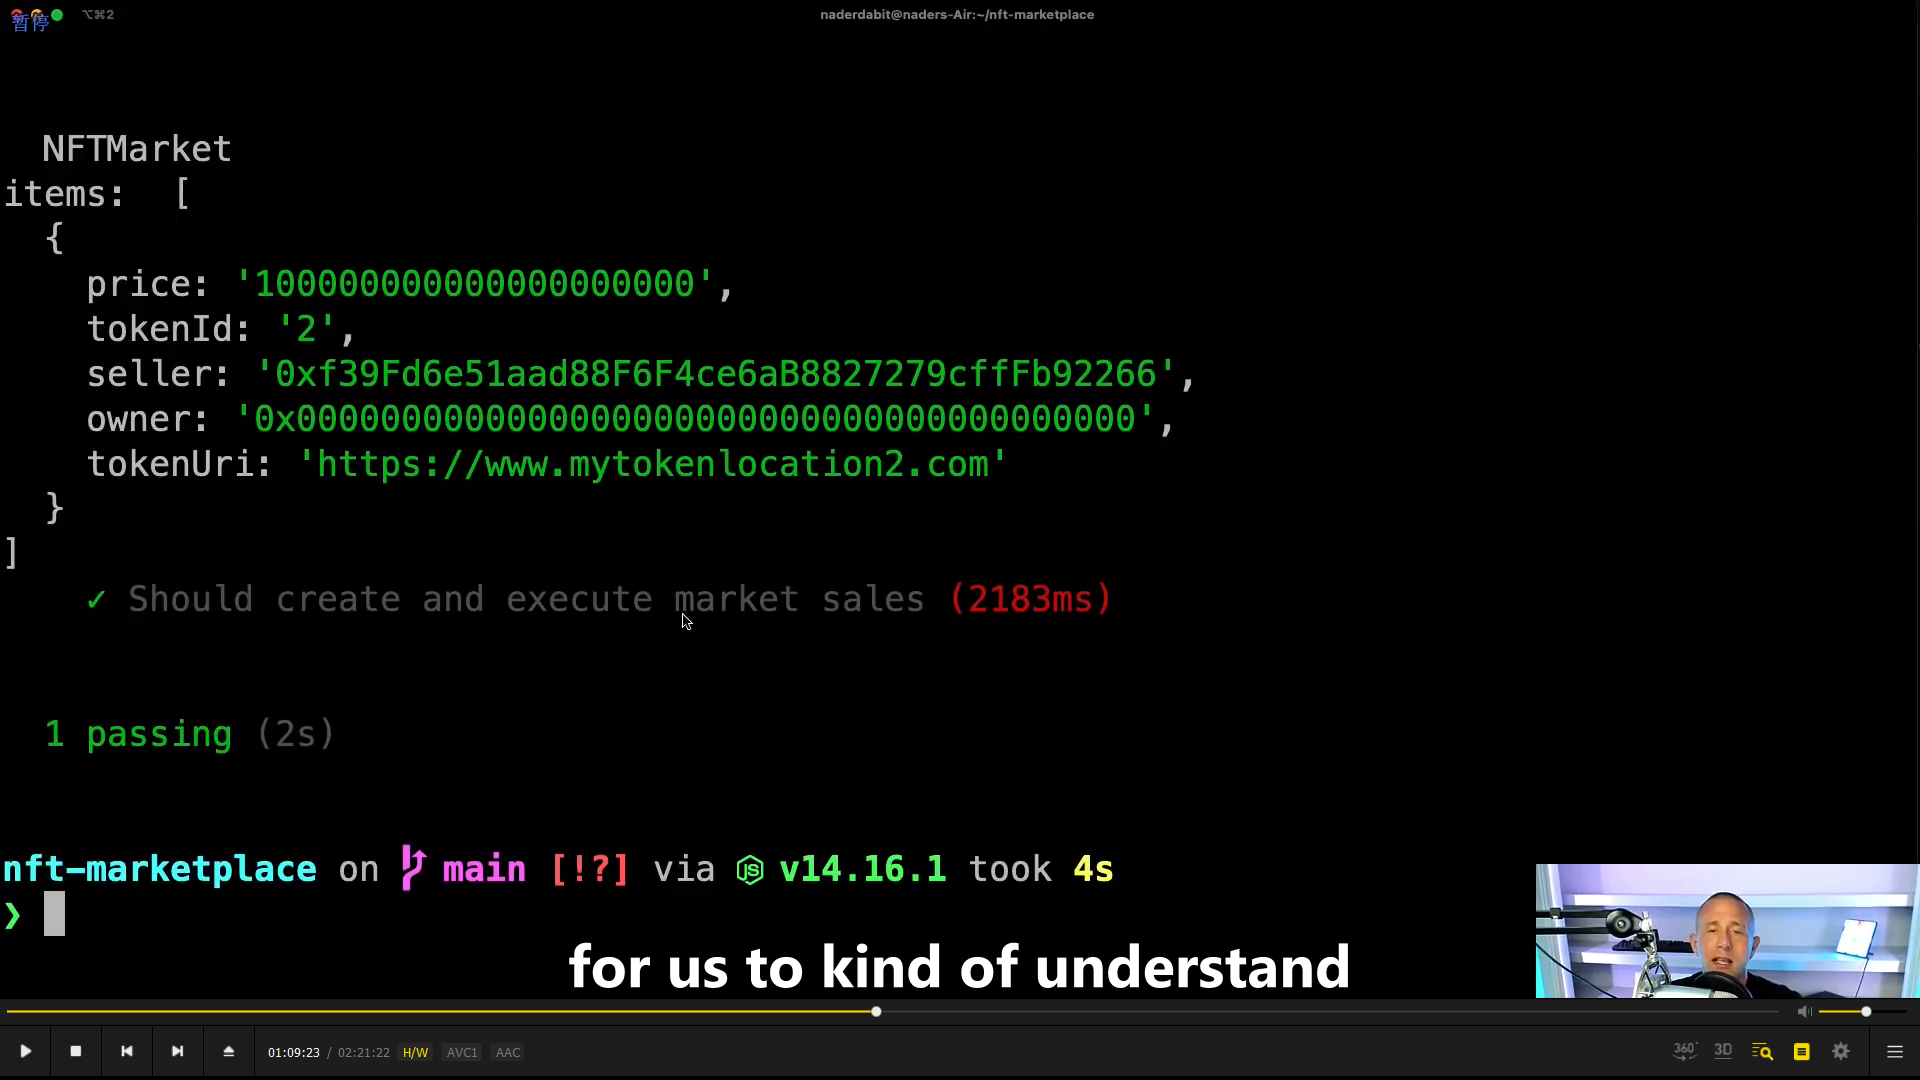 暂停
⌥⌘2
naderdabit@naders-Air:~/nft-marketplace
NFTMarket
items: [
{
price: '100000000000000000000',
tokenId: '2',
seller: '0xf39Fd6e51aad88F6F4ce6aB8827279cffFb92266',
owner: '0x0000000000000000000000000000000000000000',
tokenUri: 'https://www.mytokenlocation2.com'
}
]
✓ Should create and execute market sales (2183ms)
1 passing (2s)
nft-marketplace on main [!?] via v14.16.1 took 4s
❯
for us to kind of understand
01:09:23 / 02:21:22 H/W AVC1 AAC
360° 3D